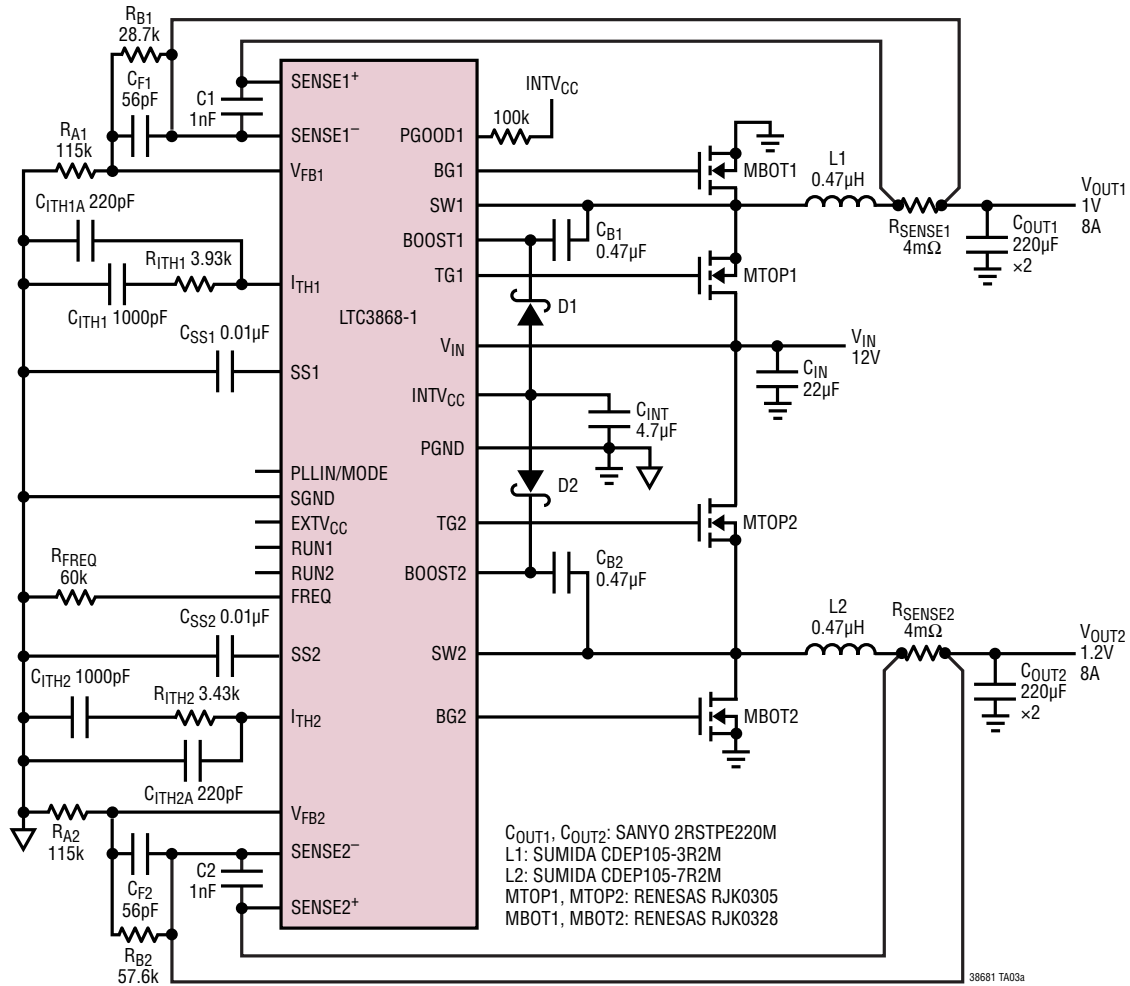 RB1
28.7k
CF1
56pF
C1
1nF
RA1
115k
CITH1A 220pF
RITH1 3.93k
CITH1 1000pF
CSS1 0.01µF
RFREQ
60k
CSS2 0.01µF
CITH2 1000pF
RITH2 3.43k
CITH2A 220pF
RA2
115k
CF2
56pF
C2
1nF
RB2
57.6k
SENSE1+
SENSE1–
VFB1
ITH1
SS1
PLLIN/MODE
SGND
EXTVCC
RUN1
RUN2
FREQ
SS2
ITH2
VFB2
SENSE2–
SENSE2+
LTC3868-1
PGOOD1
BG1
SW1
BOOST1
TG1
VIN
INTVCC
PGND
TG2
BOOST2
SW2
BG2
INTVCC
100k
MBOT1
L1
0.47µH
RSENSE1
4mΩ
VOUT1
1V
8A
COUT1
220µF
×2
CB1
0.47µF
MTOP1
D1
VIN
12V
CIN
22µF
CINT
4.7µF
D2
MTOP2
CB2
0.47µF
L2
0.47µH
RSENSE2
4mΩ
VOUT2
1.2V
8A
COUT2
220µF
×2
MBOT2
COUT1, COUT2: SANYO 2RSTPE220M
L1: SUMIDA CDEP105-3R2M
L2: SUMIDA CDEP105-7R2M
MTOP1, MTOP2: RENESAS RJK0305
MBOT1, MBOT2: RENESAS RJK0328
38681 TA03a